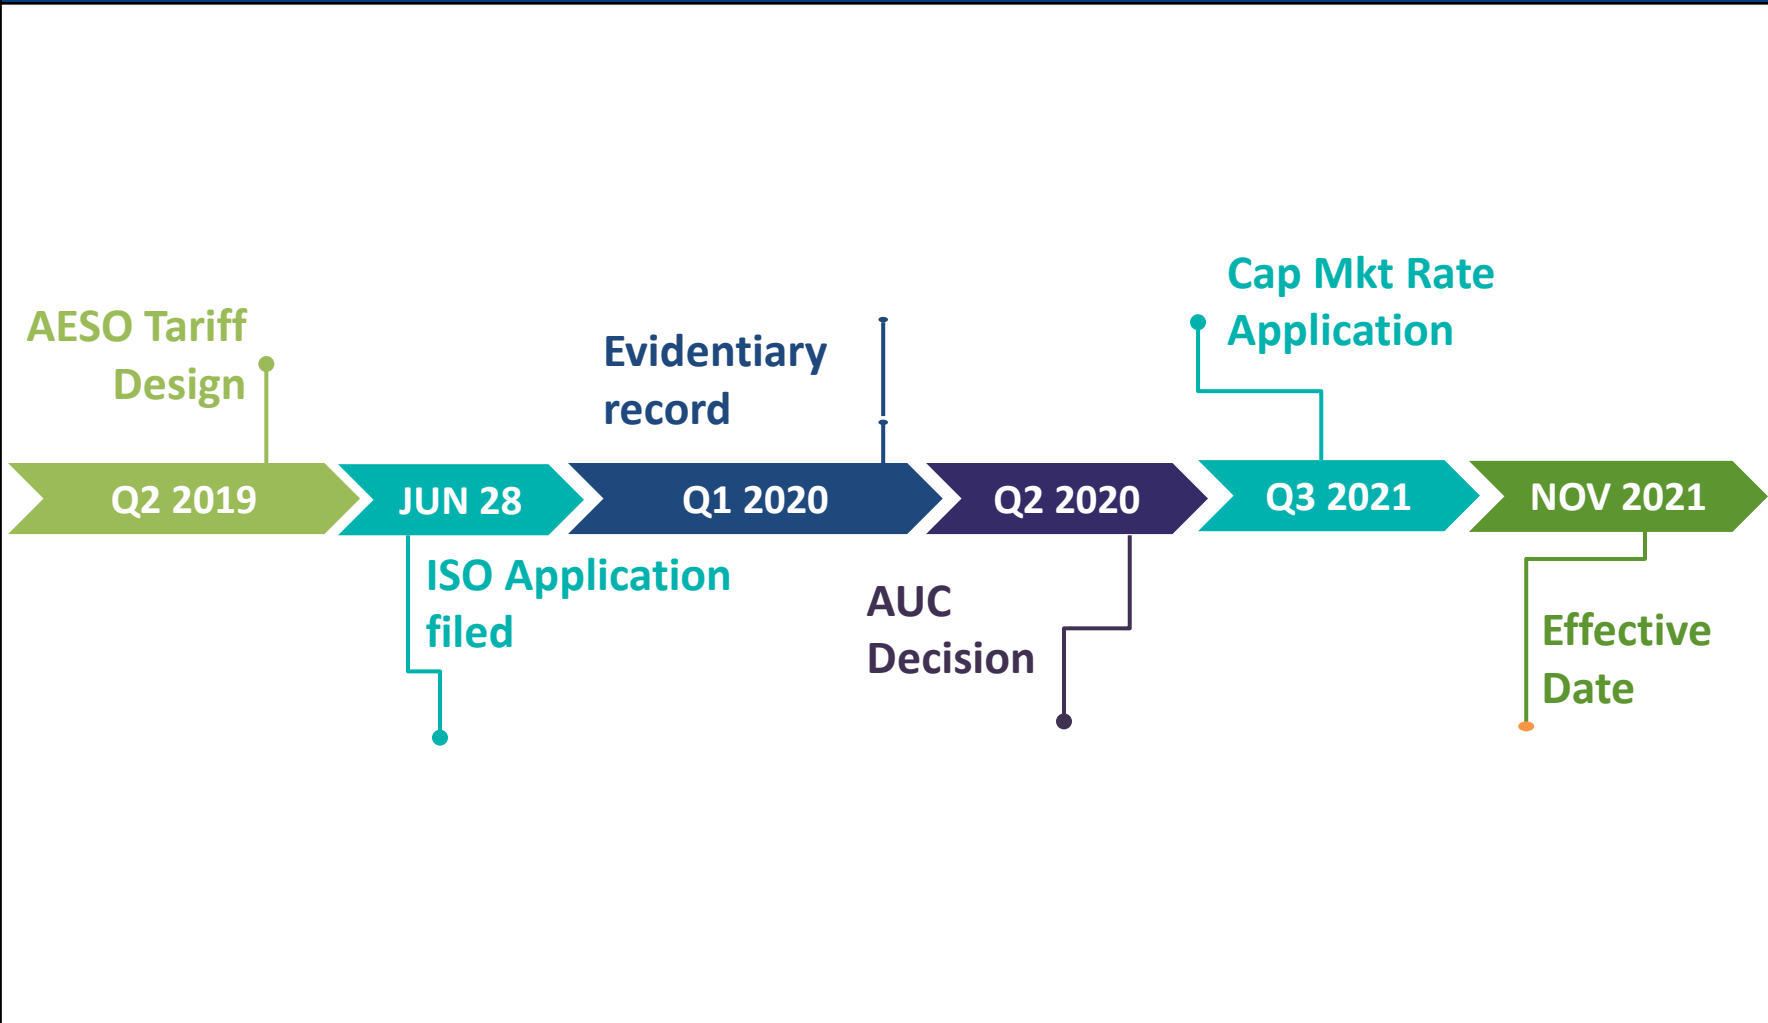 AESO Tariff
Design
Evidentiary
record
Cap Mkt Rate
Application
Q2 2019
JUN 28
Q1 2020
Q2 2020
Q3 2021
NOV 2021
ISO Application
filed
AUC
Decision
Effective
Date